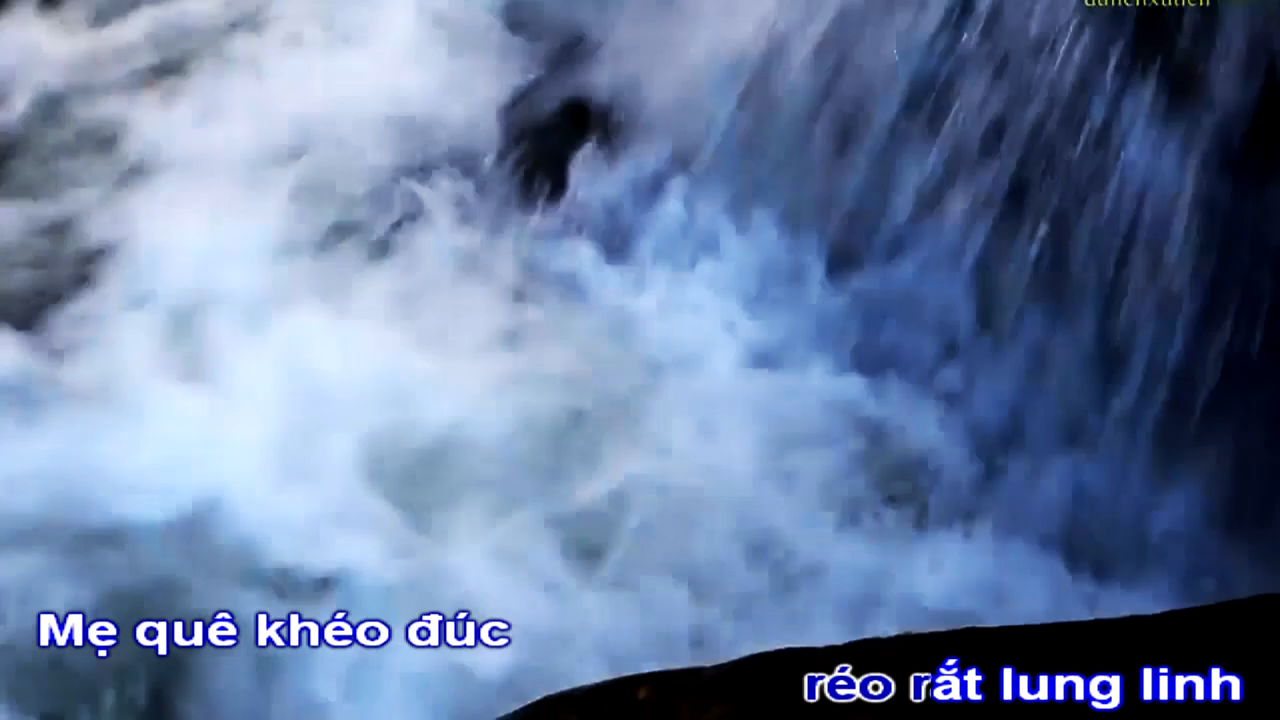 Mẹ quê khéo đúc
réo rắt lung linh